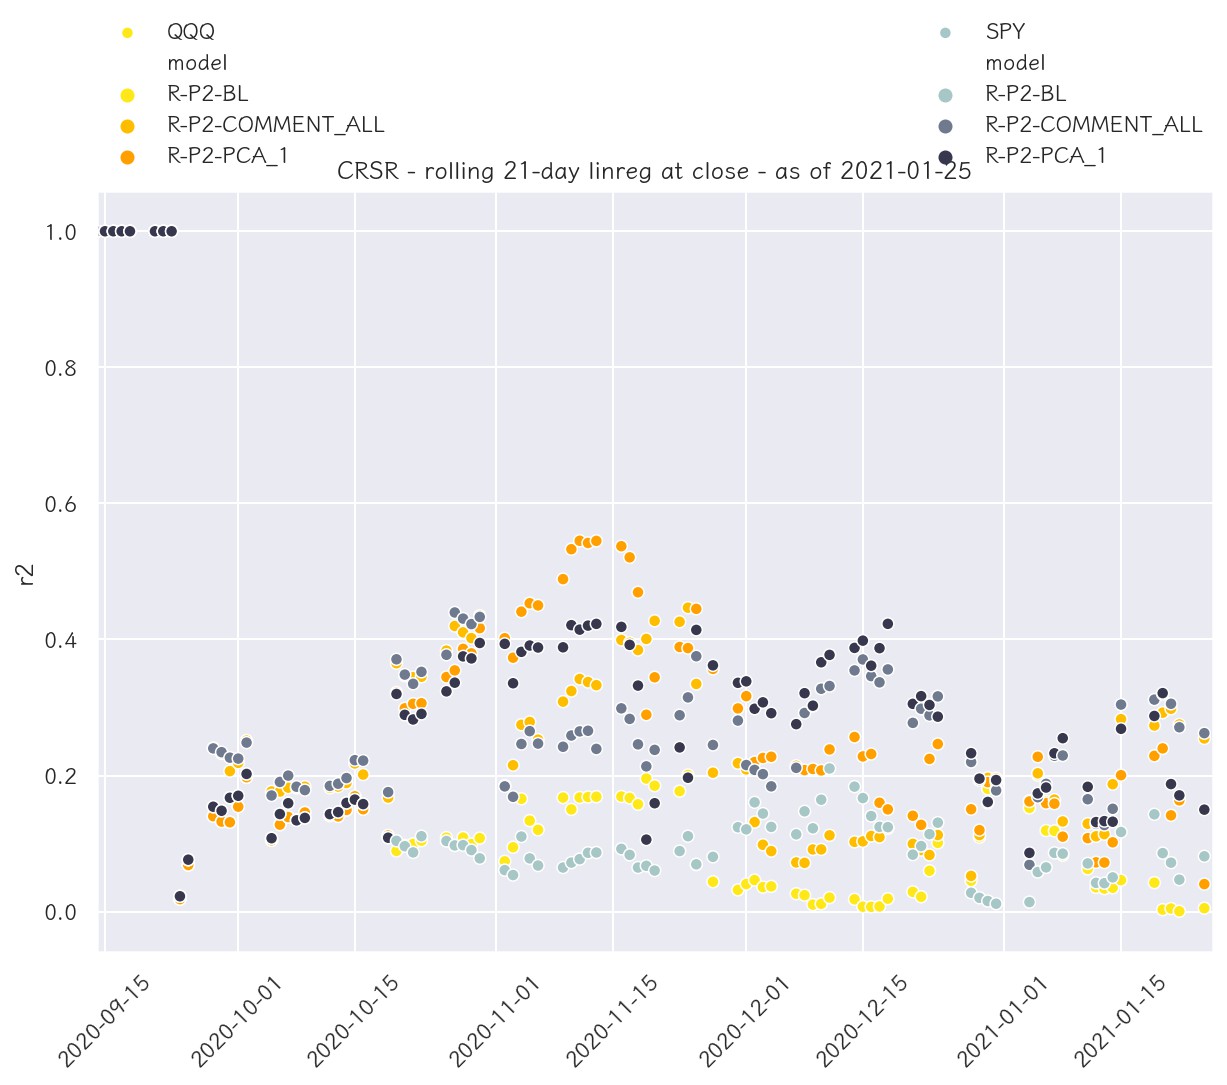 QQQ
model
R-P2-BL
R-P2-COMMENT_ALL
R-P2-PCA_1
SPY
model
R-P2-BL
R-P2-COMMENT_ALL
R-P2-PCA_1
CRSR - rolling 21-day linreg at close - as of 2021-01-25
r2
1.0
0.8
0.6
0.4
0.2
0.0
2020-09-15
2020-10-01
2020-10-15
2020-11-01
2020-11-15
2020-12-01
2020-12-15
2021-01-01
2021-01-15